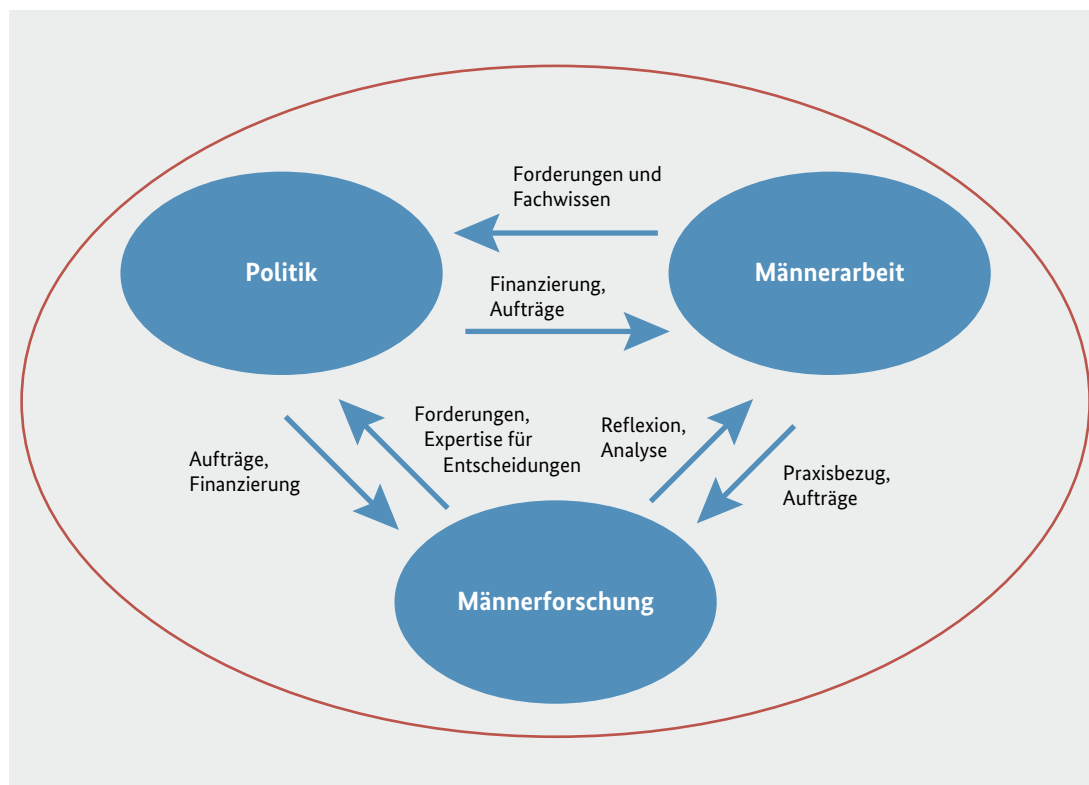 Forderungen und
Fachwissen
Politik
Männerarbeit
Finanzierung,
Aufträge
Forderungen,
Expertise für
Entscheidungen
Reflexion,
Analyse
Aufträge,
Finanzierung
Praxisbezug,
Aufträge
Männerforschung